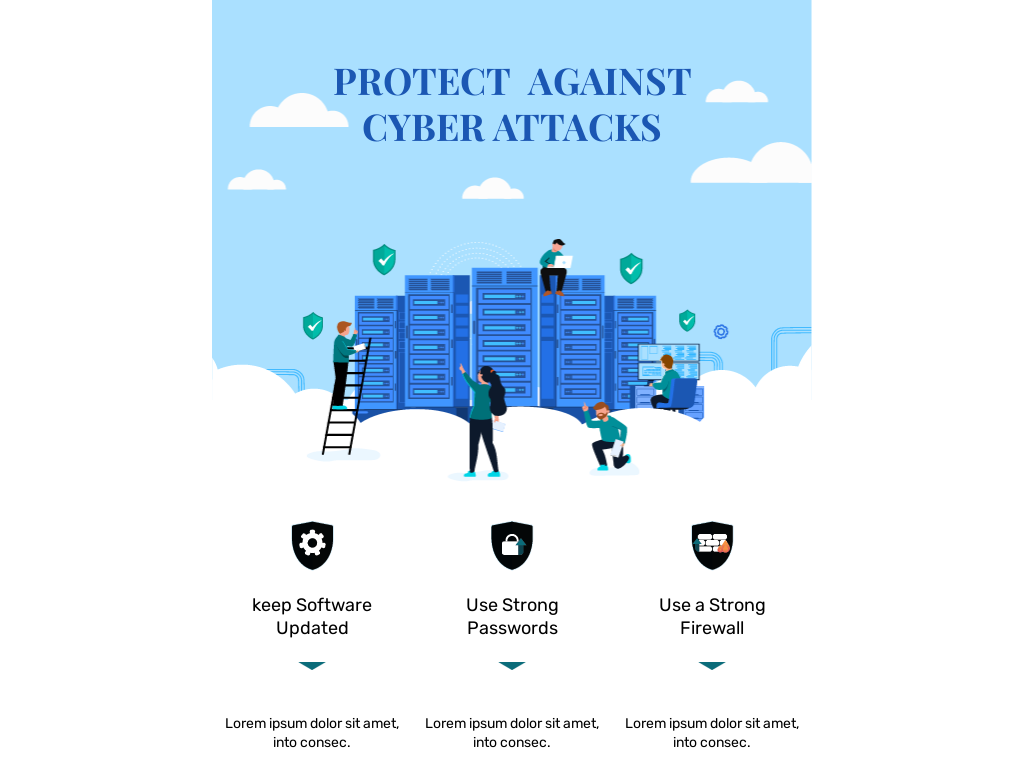 PROTECT AGAINST
CYBER ATTACKS
keep Software
Updated
Use Strong
Passwords
Use a Strong
Firewall
Lorem ipsum dolor sit amet,
into consec.
Lorem ipsum dolor sit amet,
into consec.
Lorem ipsum dolor sit amet,
into consec.